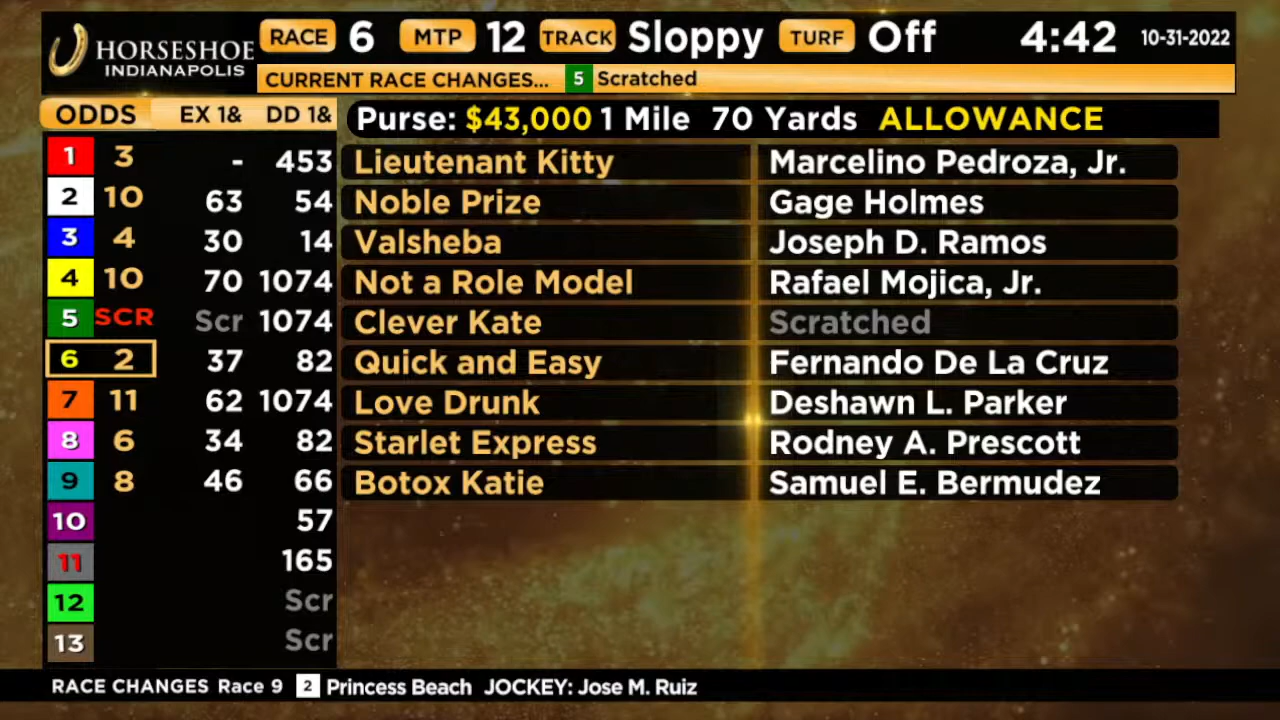 HORSESHOE INDIANAPOLIS RACE 6 MTP 12 TRACK Sloppy TURF Off 4:42 10-31-2022
CURRENT RACE CHANGES... 5 Scratched
ODDS EX 1& DD 1& Purse: $43,000 1 Mile 70 Yards ALLOWANCE
1 3 - 453 Lieutenant Kitty Marcelino Pedroza, Jr.
2 10 63 54 Noble Prize Gage Holmes
3 4 30 14 Valsheba Joseph D. Ramos
4 10 70 1074 Not a Role Model Rafael Mojica, Jr.
5 SCR Scr 1074 Clever Kate Scratched
6 2 37 82 Quick and Easy Fernando De La Cruz
7 11 62 1074 Love Drunk Deshawn L. Parker
8 6 34 82 Starlet Express Rodney A. Prescott
9 8 46 66 Botox Katie Samuel E. Bermudez
10 57
11 165
12 Scr
13 Scr
RACE CHANGES Race 9 2 Princess Beach JOCKEY: Jose M. Ruiz